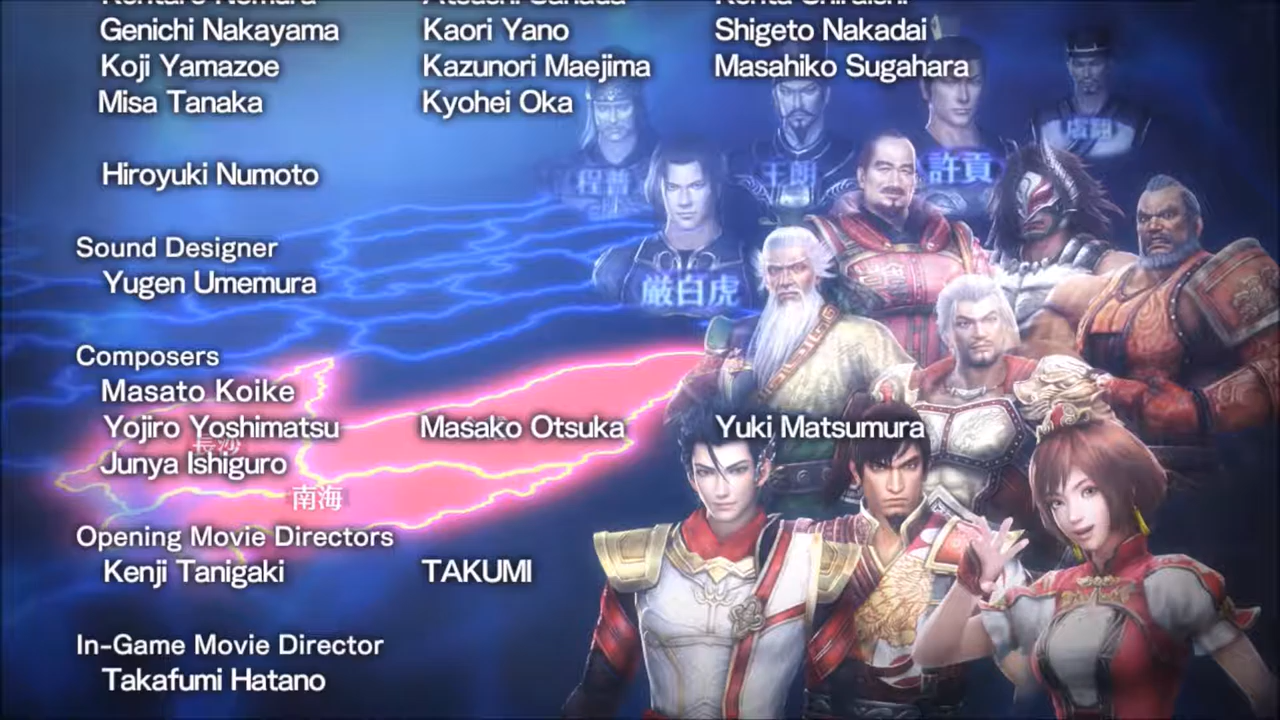 Genichi Nakayama Kaori Yano Shigeto Nakadai
Koji Yamazoe Kazunori Maejima Masahiko Sugahara
Misa Tanaka Kyohei Oka
Hiroyuki Numoto
程普 王朗 許貢 虞翻
Sound Designer
Yugen Umemura
厳白虎
Composers
Masato Koike
Yojiro Yoshimatsu Masako Otsuka Yuki Matsumura
長沙
Junya Ishiguro
南海
Opening Movie Directors
Kenji Tanigaki TAKUMI
In-Game Movie Director
Takafumi Hatano